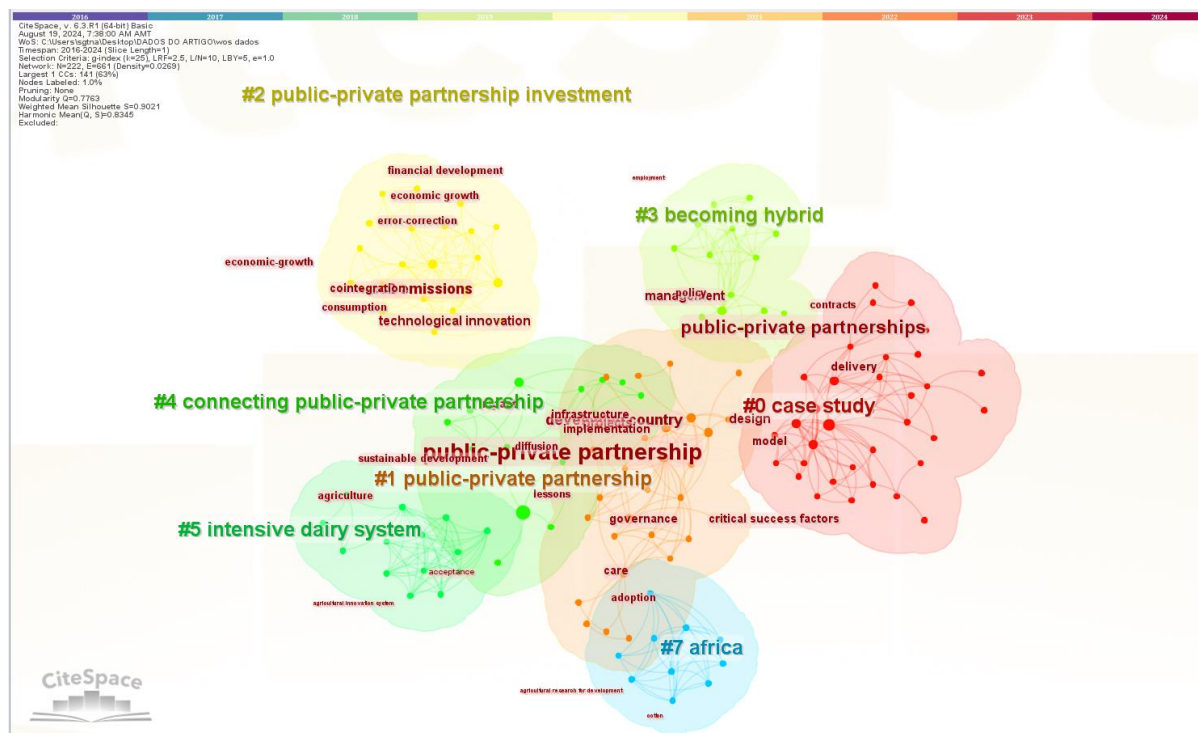 2016 2017 2018 2019 2021 2022 2023 2024
CiteSpace, v. 6.3.R1 (64-bit) Basic
August 19, 2024, 7:38:00 AM AMT
WoS: C:\Users\sgtna\Desktop\DADOS DO ARTIGO\wos dados
Timespan: 2016-2024 (Slice Length=1)
Selection Criteria: g-index (k=25), LRF=2.5, L/N=10, LBY=5, e=1.0
Network: N=222, E=661 (Density=0.0269)
Largest 1 CCs: 141 (63%)
Nodes Labeled: 1.0%
Pruning: None
Modularity Q=0.7763
Weighted Mean Silhouette S=0.9021
Harmonic Mean(Q, S)=0.8345
Excluded:
#2 public-private partnership investment
financial development
employment
economic growth
#3 becoming hybrid
error-correction
economic-growth
cointegration
policy
management
consumption
contracts
technological innovation
public-private partnerships
delivery
#4 connecting public-private partnership
#0 case study
infrastructure
country
projects
design
implementation
model
diffusion
public-private partnership
sustainable development
#1 public-private partnership
agriculture
lessons
#5 intensive dairy system
governance
critical success factors
acceptance
care
agricultural innovation system
adoption
#7 africa
agricultural research for development
cotton
CiteSpace